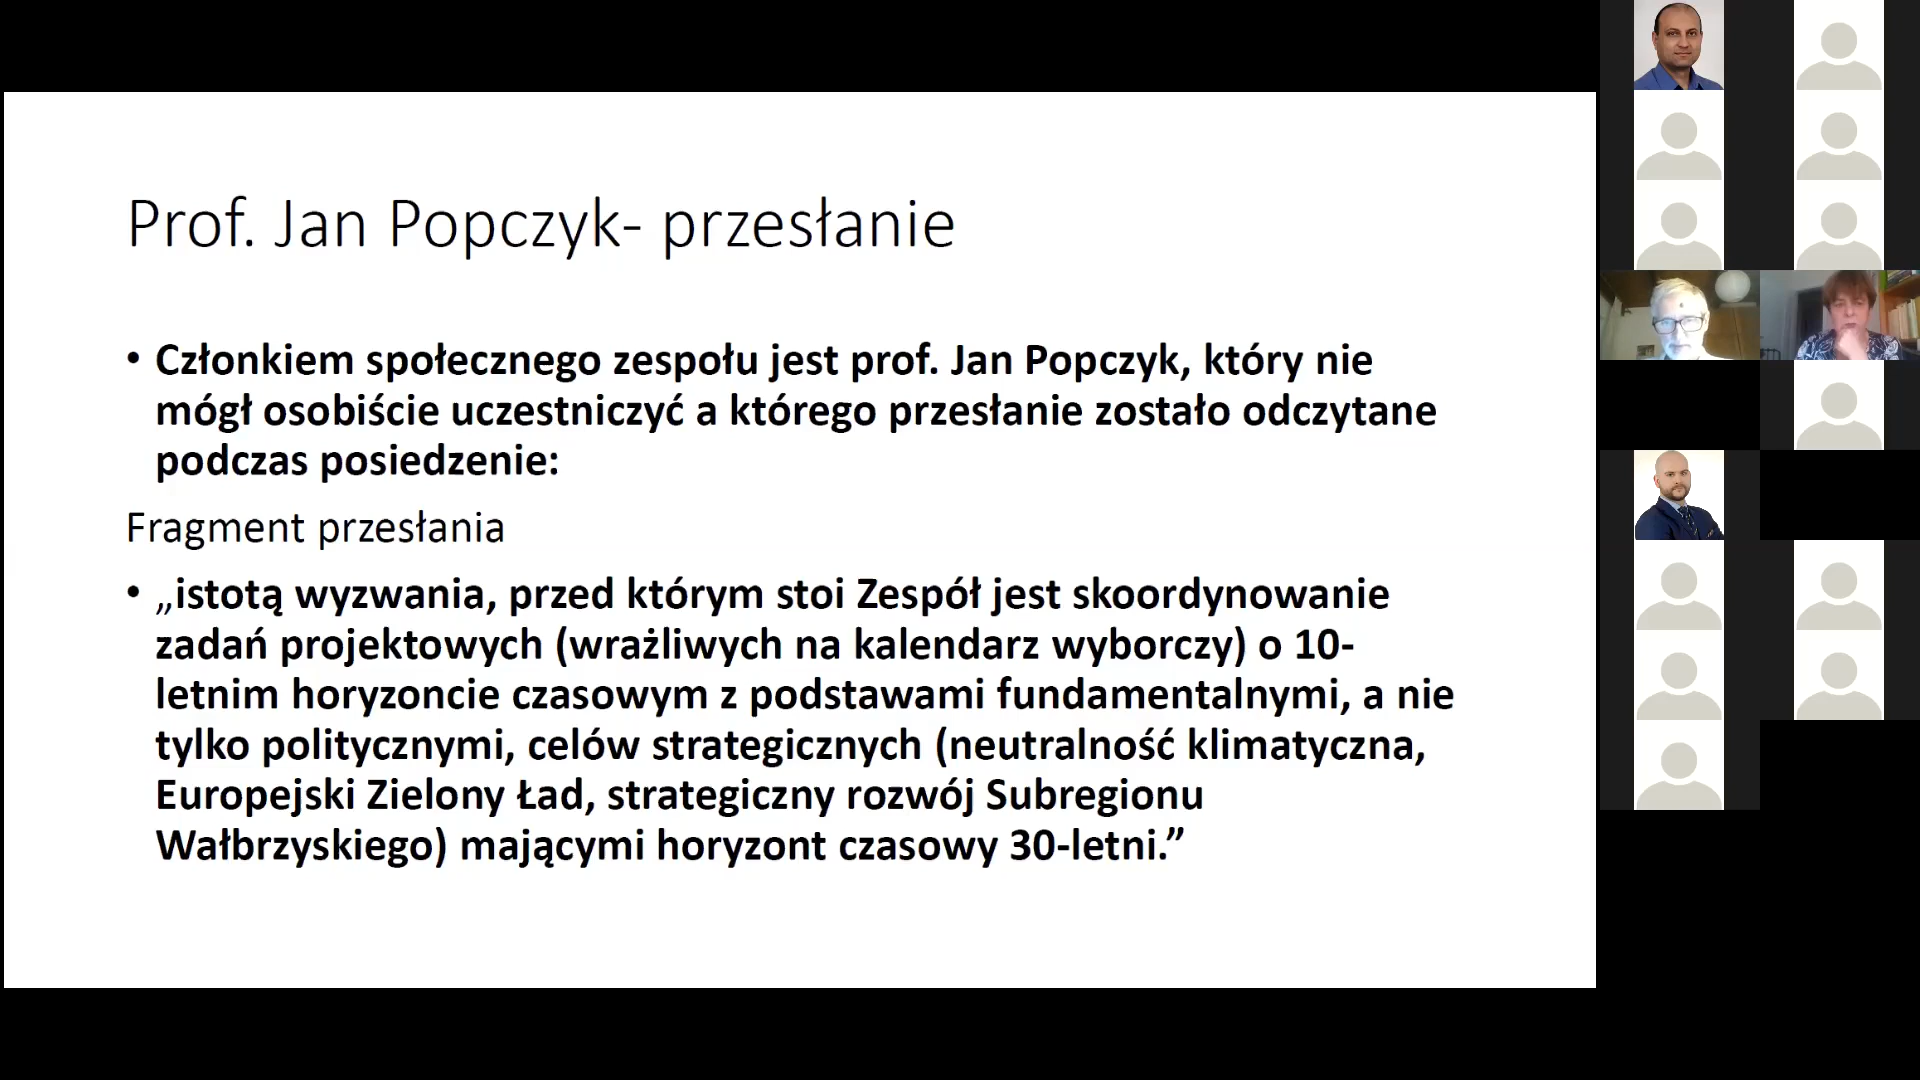 Prof. Jan Popczyk- przesłanie
• Członkiem społecznego zespołu jest prof. Jan Popczyk, który nie
mógł osobiście uczestniczyć a którego przesłanie zostało odczytane
podczas posiedzenie:
Fragment przesłania
• „istotą wyzwania, przed którym stoi Zespół jest skoordynowanie
zadań projektowych (wrażliwych na kalendarz wyborczy) o 10-
letnim horyzoncie czasowym z podstawami fundamentalnymi, a nie
tylko politycznymi, celów strategicznych (neutralność klimatyczna,
Europejski Zielony Ład, strategiczny rozwój Subregionu
Wałbrzyskiego) mającymi horyzont czasowy 30-letni.”